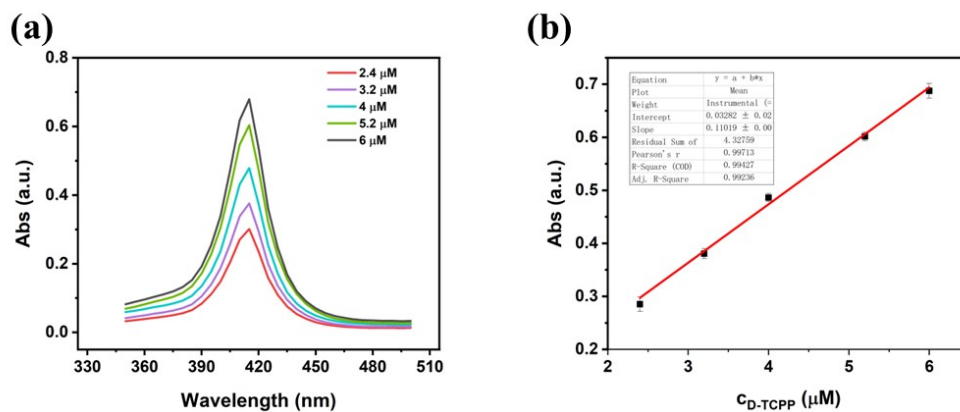 (a)
0.8
0.6
0.4
0.2
0.0
Abs (a.u.)
2.4 μM
3.2 μM
4 μM
5.2 μM
6 μM
330 360 390 420 450 480 510
Wavelength (nm)
(b)
0.7
0.6
0.5
0.4
0.3
0.2
Abs (a.u.)
Equation y = a + b*x
Plot Mean
Weight Instrumental (=
Intercept 0.03282 ± 0.02
Slope 0.11019 ± 0.00
Residual Sum of 4.32759
Pearson's r 0.99713
R-Square (COD) 0.99427
Adj. R-Square 0.99236
2 3 4 5 6
cD-TCPP (μM)